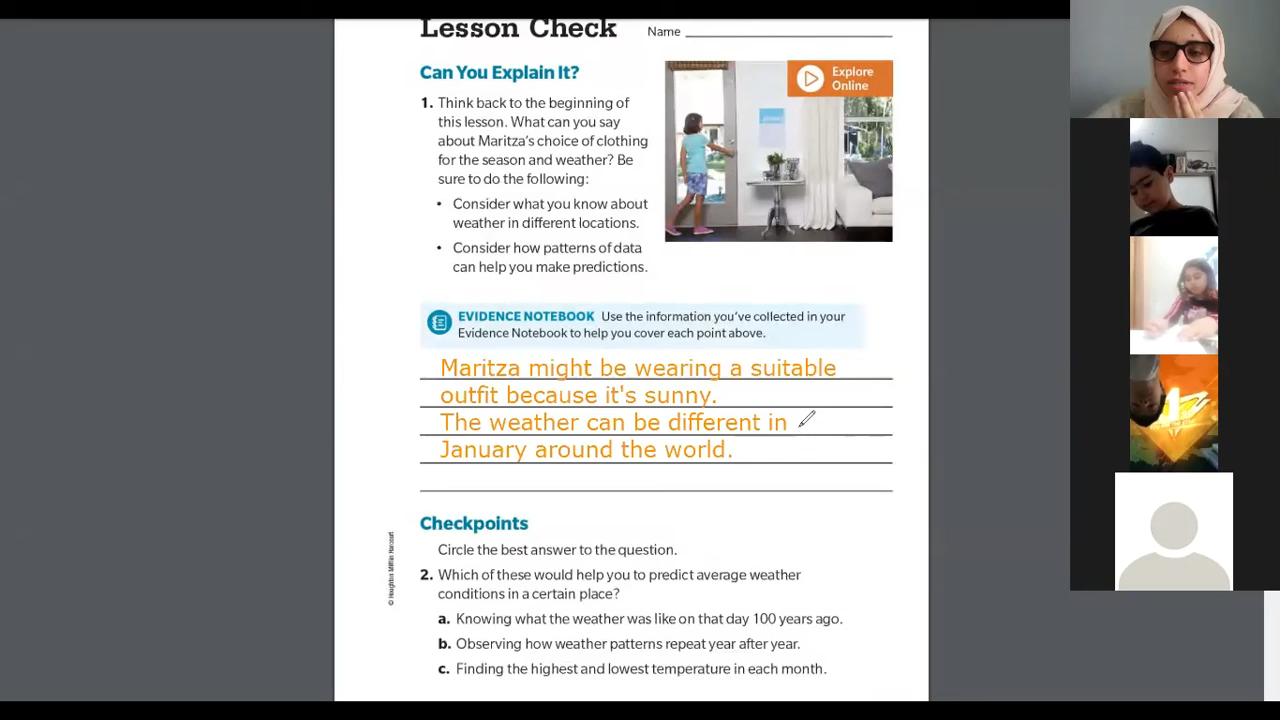 Lesson Check
Name
Can You Explain It?
Explore
Online
1. Think back to the beginning of
this lesson. What can you say
about Maritza's choice of clothing
for the season and weather? Be
sure to do the following:
• Consider what you know about
weather in different locations.
• Consider how patterns of data
can help you make predictions.
EVIDENCE NOTEBOOK Use the information you've collected in your
Evidence Notebook to help you cover each point above.
Maritza might be wearing a suitable
outfit because it's sunny.
The weather can be different in
January around the world.
Checkpoints
Circle the best answer to the question.
2. Which of these would help you to predict average weather
conditions in a certain place?
a. Knowing what the weather was like on that day 100 years ago.
b. Observing how weather patterns repeat year after year.
c. Finding the highest and lowest temperature in each month.
© Houghton Mifflin Harcourt